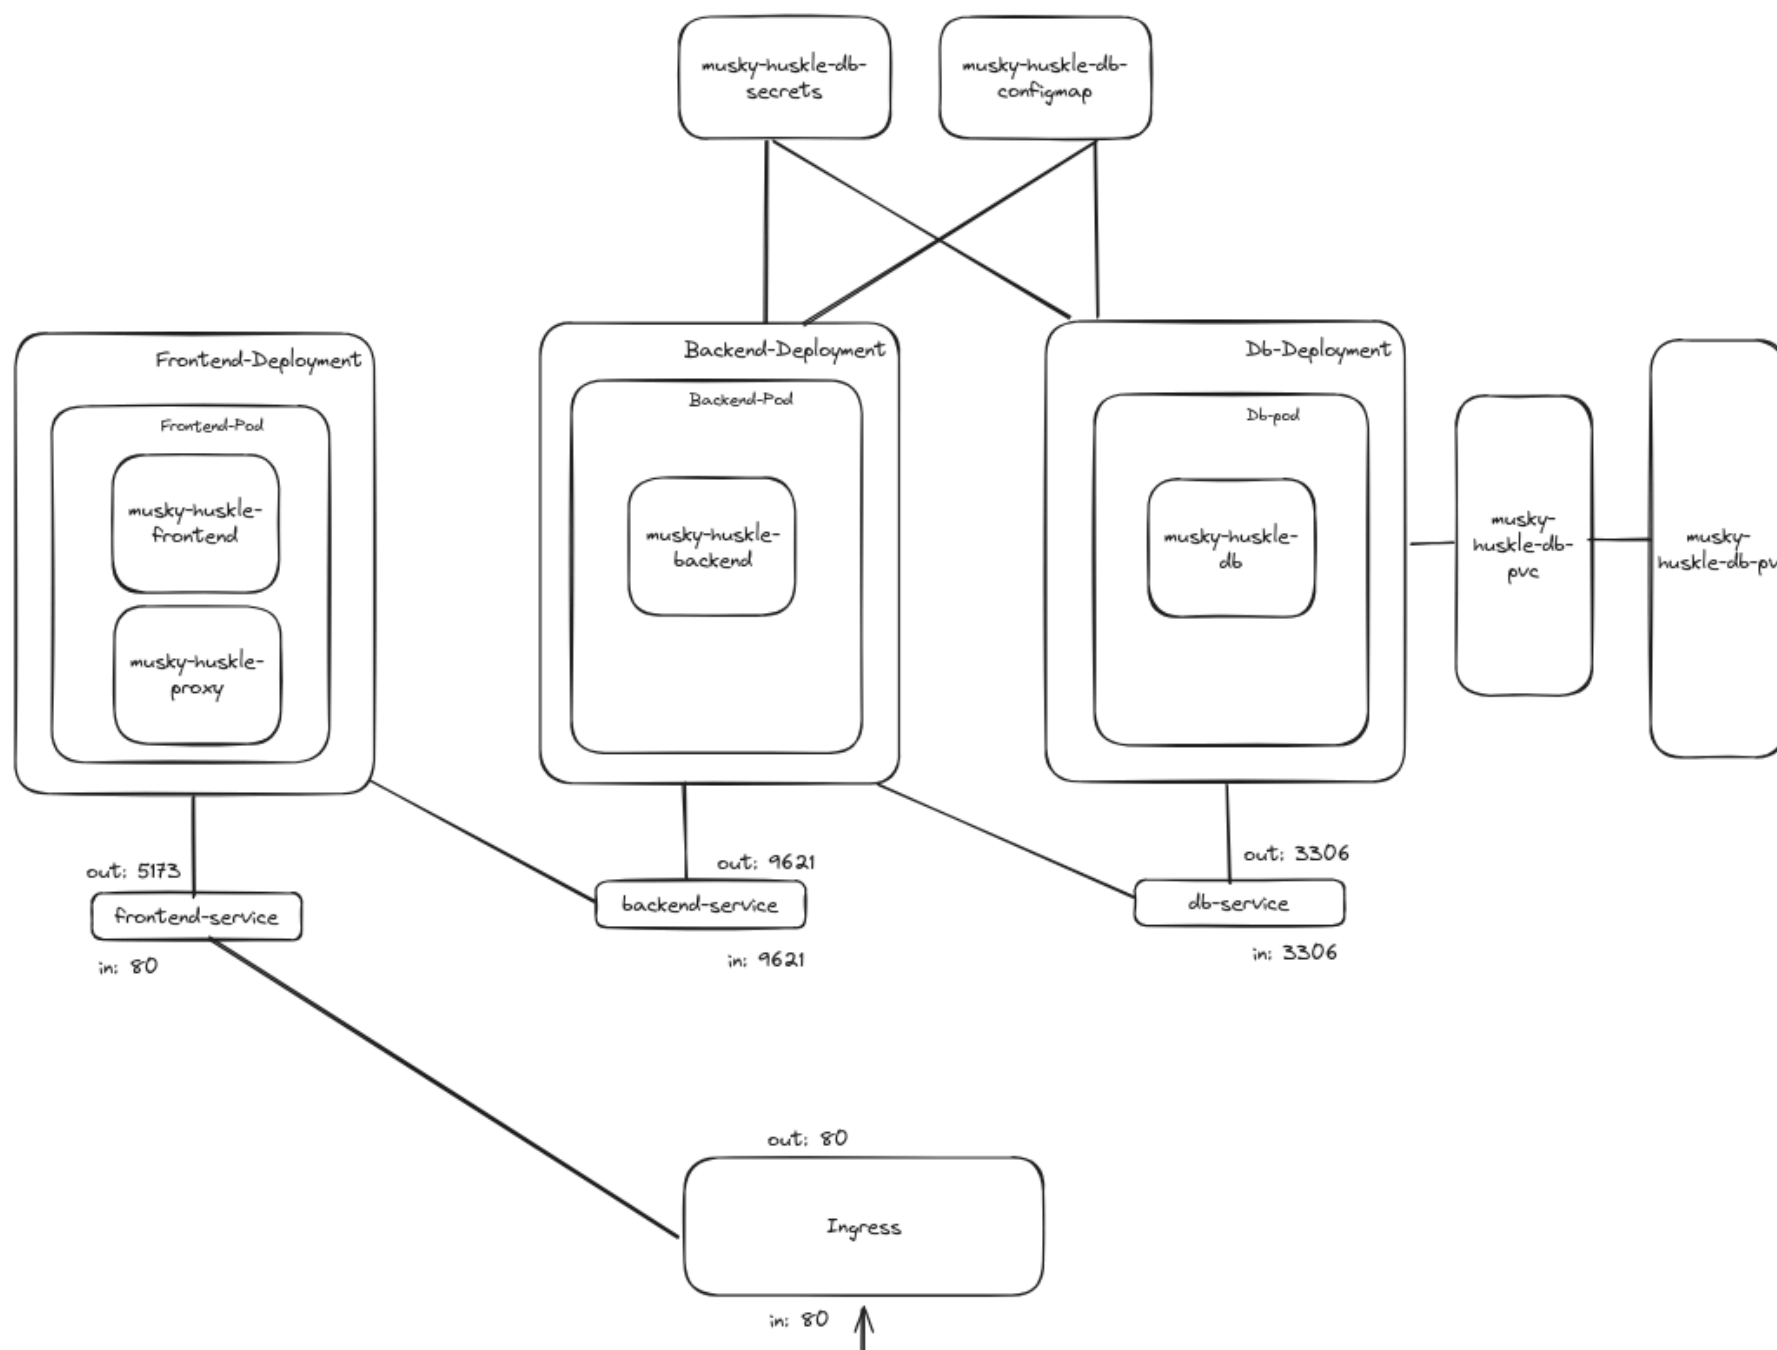 musky-huskle-db-
secrets
musky-huskle-db-
configmap
Frontend-Deployment
Frontend-Pod
musky-huskle-
frontend
musky-huskle-
proxy
Backend-Deployment
Backend-Pod
musky-huskle-
backend
Db-Deployment
Db-pod
musky-huskle-
db
musky-
huskle-db-
pvc
musky-
huskle-db-pv
out: 5173
frontend-service
in: 80
out: 9621
backend-service
in: 9621
out: 3306
db-service
in: 3306
out: 80
Ingress
in: 80